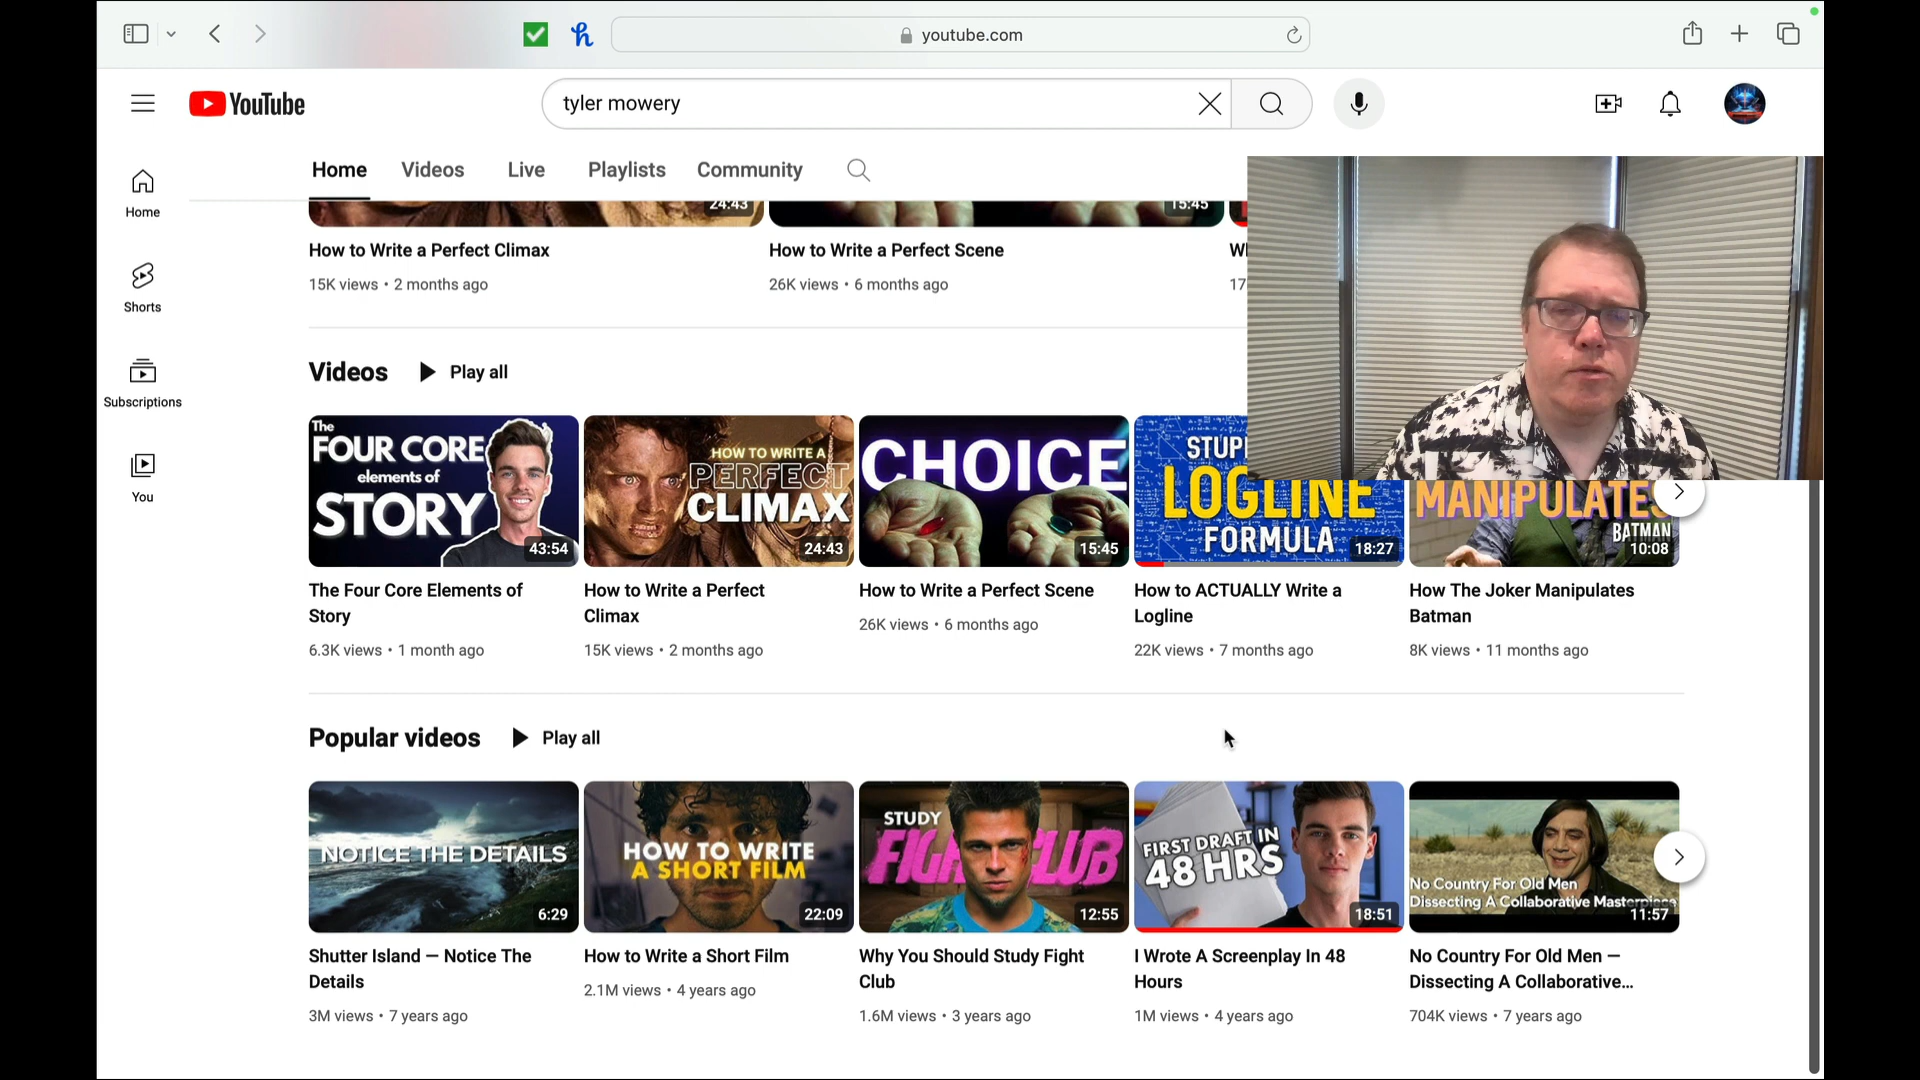 youtube.com
YouTube
tyler mowery
Home
Videos
Live
Playlists
Community
Home
Shorts
Subscriptions
You
24:43
15:45
How to Write a Perfect Climax
15K views • 2 months ago
How to Write a Perfect Scene
26K views • 6 months ago
17
Videos
Play all
The
FOUR CORE
elements of
STORY
43:54
HOW TO WRITE A
PERFECT
CLIMAX
24:43
CHOICE
15:45
LOGLINE
FORMULA
18:27
MANIPULATES
BATMAN
10:08
The Four Core Elements of
Story
6.3K views • 1 month ago
How to Write a Perfect
Climax
15K views • 2 months ago
How to Write a Perfect Scene
26K views • 6 months ago
How to ACTUALLY Write a
Logline
22K views • 7 months ago
How The Joker Manipulates
Batman
8K views • 11 months ago
Popular videos
Play all
NOTICE THE DETAILS
6:29
HOW TO WRITE
A SHORT FILM
22:09
STUDY
FIGHT CLUB
12:55
FIRST DRAFT IN
48 HRS
18:51
No Country For Old Men
Dissecting A Collaborative Masterpiece
11:57
Shutter Island — Notice The
Details
3M views • 7 years ago
How to Write a Short Film
2.1M views • 4 years ago
Why You Should Study Fight
Club
1.6M views • 3 years ago
I Wrote A Screenplay In 48
Hours
1M views • 4 years ago
No Country For Old Men —
Dissecting A Collaborative...
704K views • 7 years ago